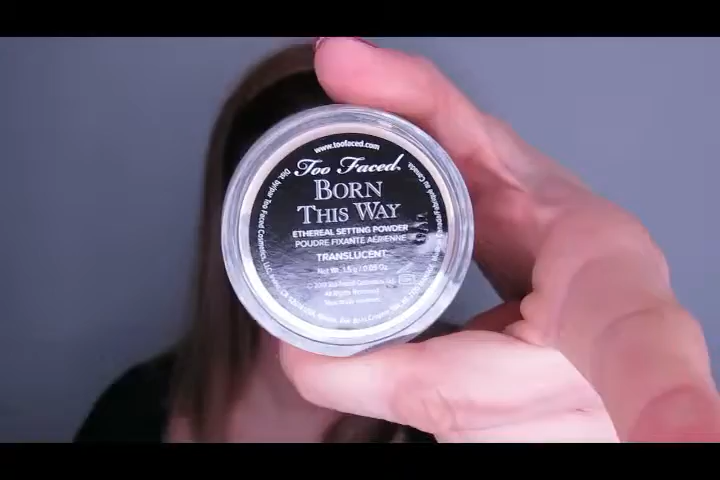 www.toofaced.com
Too Faced
BORN
THIS WAY
ETHEREAL SETTING POWDER
POUDRE FIXANTE AÉRIENNE
TRANSLUCENT
Net Wt. 1.5 g / 0.05 Oz.
All Rights Reserved
Dist. by/par Too Faced Cosmetics, LLC,